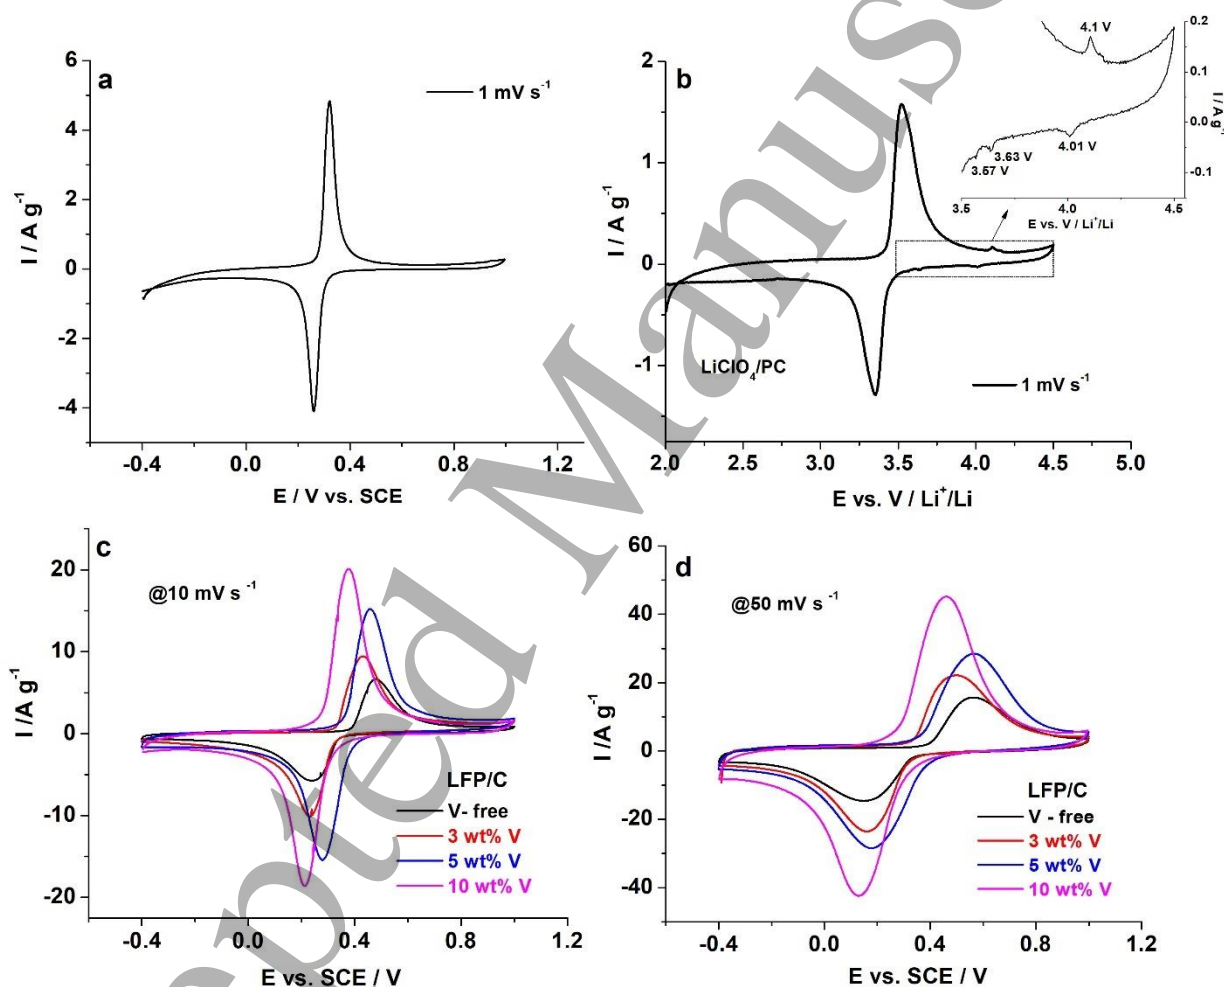 a
6
4
2
0
-2
-4
I / A g-1
1 mV s-1
-0.4
0.0
0.4
0.8
1.2
E / V vs. SCE
b
2
1
0
-1
I / A g-1
LiClO4/PC
1 mV s-1
2.0
2.5
3.0
3.5
4.0
4.5
5.0
E vs. V / Li+/Li
4.1 V
3.57 V
3.63 V
4.01 V
0.2
0.1
0.0
-0.1
I / A g-1
3.5
4.0
4.5
E vs. V / Li+/Li
c
@10 mV s -1
20
10
0
-10
-20
I /A g-1
LFP/C
V- free
3 wt% V
5 wt% V
10 wt% V
-0.4
0.0
0.4
0.8
1.2
E vs. SCE / V
d
@50 mV s -1
60
40
20
0
-20
-40
I /A g-1
LFP/C
V - free
3 wt% V
5 wt% V
10 wt% V
-0.4
0.0
0.4
0.8
1.2
E vs. SCE / V